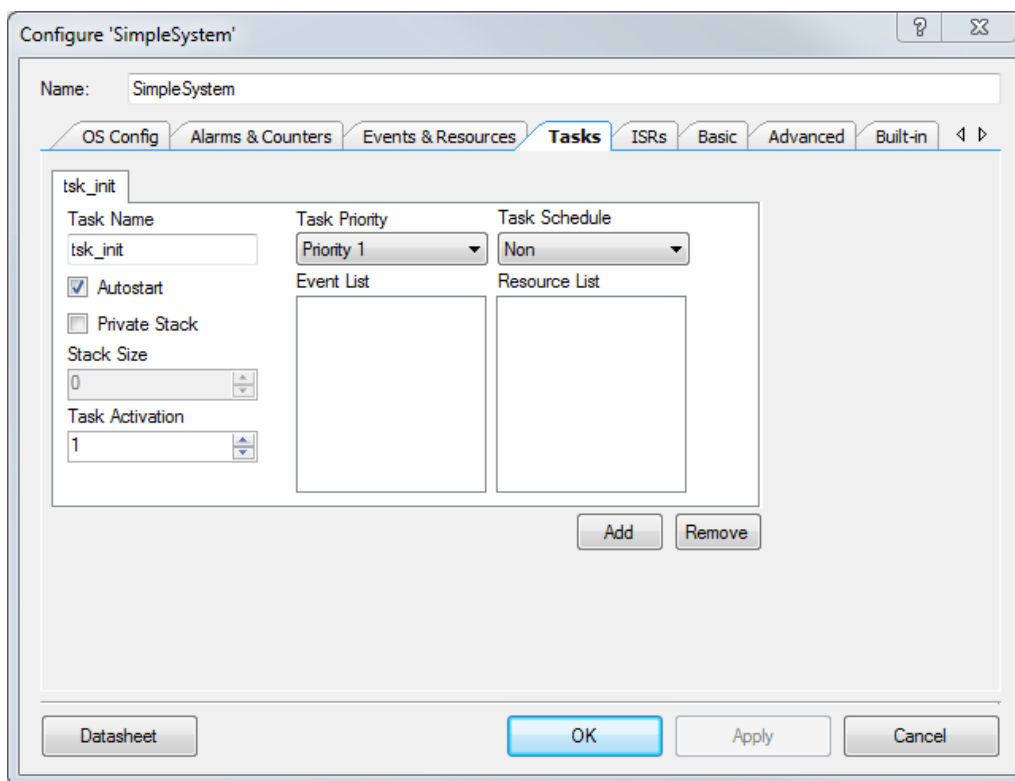 Configure 'SimpleSystem'
Name: SimpleSystem
OS Config Alarms & Counters Events & Resources Tasks ISRs Basic Advanced Built-in
tsk_init
Task Name Task Priority Task Schedule
tsk_init Priority 1 Non
Autostart Event List Resource List
Private Stack
Stack Size
0
Task Activation
1
Add Remove
Datasheet OK Apply Cancel